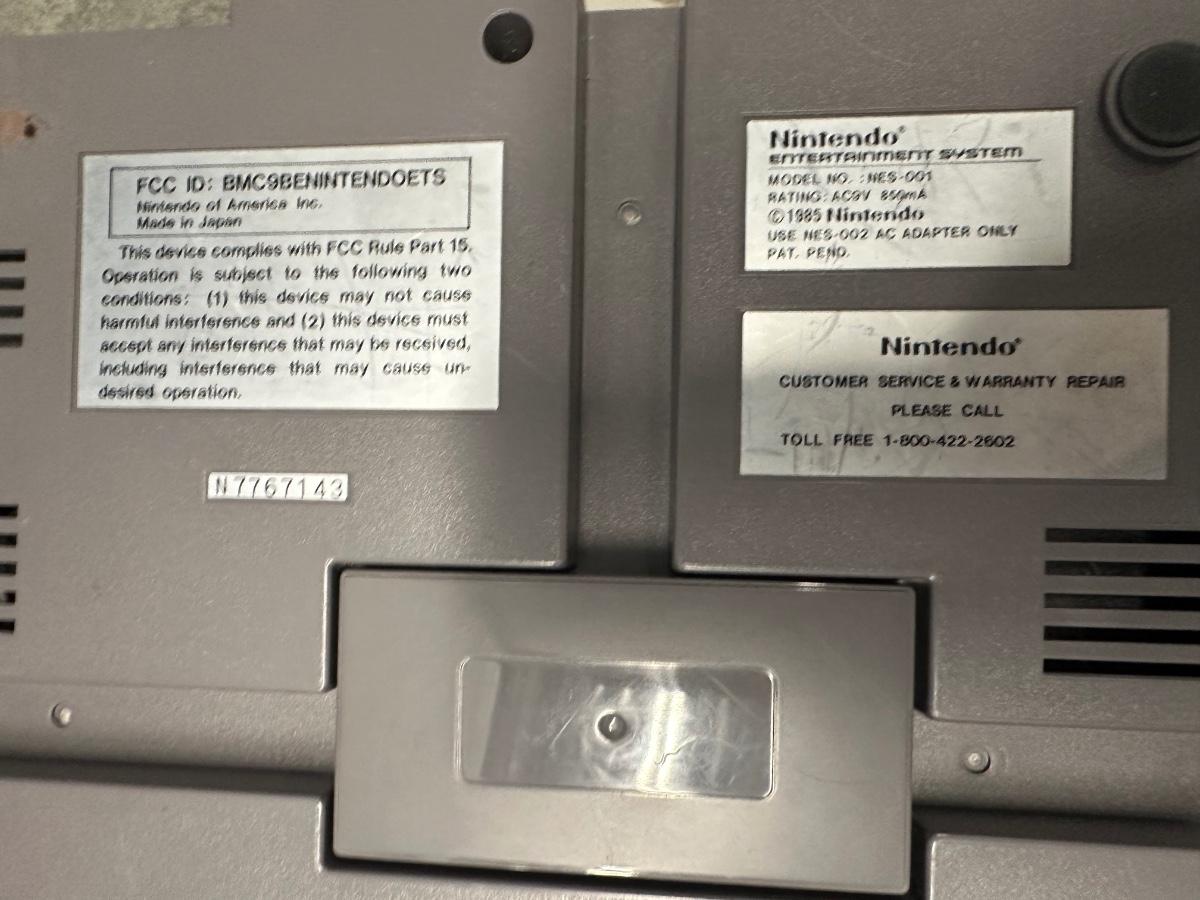 FCC ID: BMC9BENINTENDOETS
Nintendo of America Inc.
Made in Japan
This device complies with FCC Rule Part 15.
Operation is subject to the following two
conditions: (1) this device may not cause
harmful interference and (2) this device must
accept any interference that may be received,
including interference that may cause un-
desired operation.
N7767143
Nintendo®
ENTERTAINMENT SYSTEM
MODEL NO. : NES-001
RATING: AC9V 850mA
©1985 Nintendo
USE NES-002 AC ADAPTER ONLY
PAT. PEND.
Nintendo®
CUSTOMER SERVICE & WARRANTY REPAIR
PLEASE CALL
TOLL FREE 1-800-422-2602